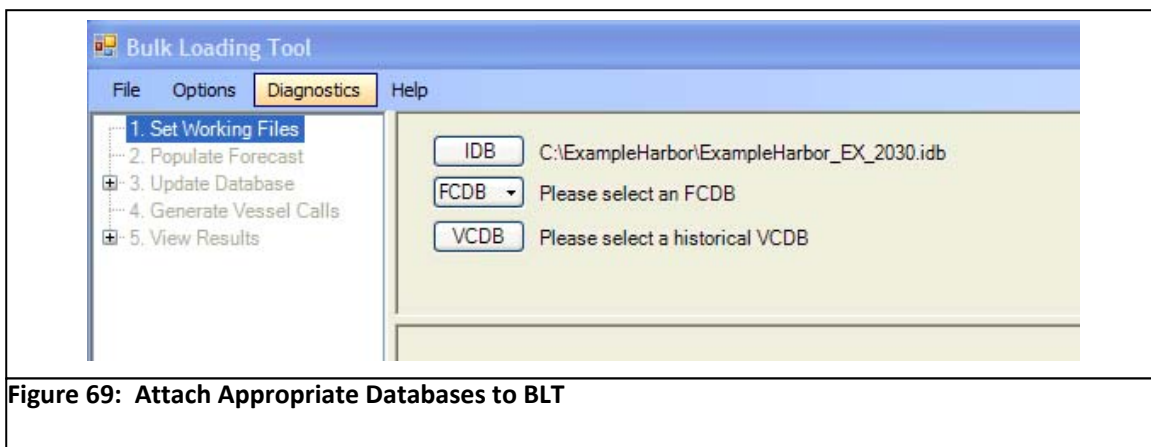 Bulk Loading Tool
File Options Diagnostics Help
1. Set Working Files
2. Populate Forecast
3. Update Database
4. Generate Vessel Calls
5. View Results
IDB C:\ExampleHarbor\ExampleHarbor_EX_2030.idb
FCDB Please select an FCDB
VCDB Please select a historical VCDB
Figure 69: Attach Appropriate Databases to BLT